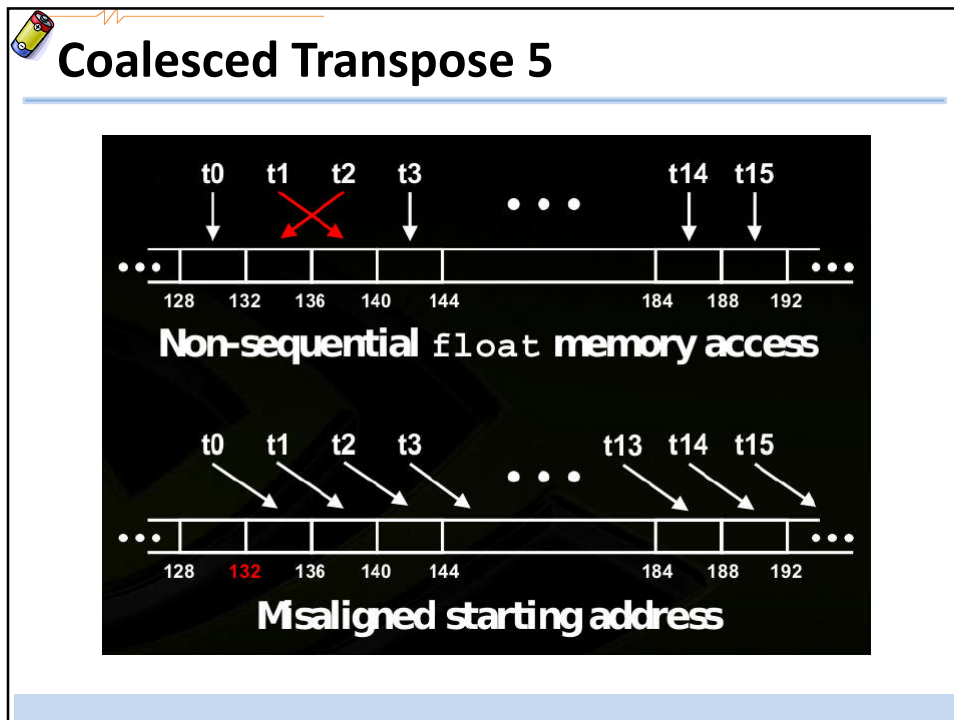 Coalesced Transpose 5
t0 t1 t2 t3 ••• t14 t15
••• •••
128 132 136 140 144 184 188 192
Non-sequential float memory access
t0 t1 t2 t3 ••• t13 t14 t15
••• •••
128 132 136 140 144 184 188 192
Misaligned starting address